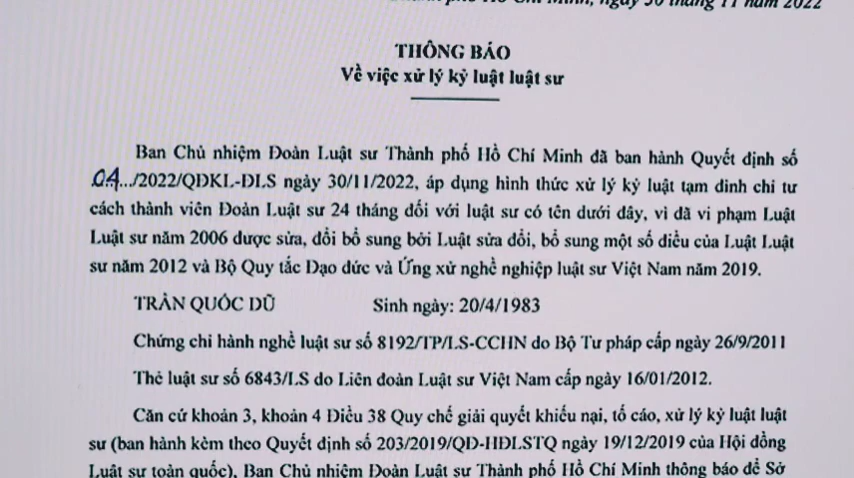 Thành phố Hồ Chí Minh, ngày 30 tháng 11 năm 2022
THÔNG BÁO
Về việc xử lý kỷ luật luật sư
Ban Chủ nhiệm Đoàn Luật sư Thành phố Hồ Chí Minh đã ban hành Quyết định số
.04.../2022/QĐKL-ĐLS ngày 30/11/2022, áp dụng hình thức xử lý kỷ luật tạm đình chỉ tư
cách thành viên Đoàn Luật sư 24 tháng đối với luật sư có tên dưới đây, vì đã vi phạm Luật
Luật sư năm 2006 được sửa, đổi bổ sung bởi Luật sửa đổi, bổ sung một số điều của Luật Luật
sư năm 2012 và Bộ Quy tắc Đạo đức và Ứng xử nghề nghiệp luật sư Việt Nam năm 2019.
TRẦN QUỐC DŨ Sinh ngày: 20/4/1983
Chứng chỉ hành nghề luật sư số 8192/TP/LS-CCHN do Bộ Tư pháp cấp ngày 26/9/2011
Thẻ luật sư số 6843/LS do Liên đoàn Luật sư Việt Nam cấp ngày 16/01/2012.
Căn cứ khoản 3, khoản 4 Điều 38 Quy chế giải quyết khiếu nại, tố cáo, xử lý kỷ luật luật
sư (ban hành kèm theo Quyết định số 203/2019/QĐ-HĐLSTQ ngày 19/12/2019 của Hội đồng
Luật sư toàn quốc), Ban Chủ nhiệm Đoàn Luật sư Thành phố Hồ Chí Minh thông báo để Sở